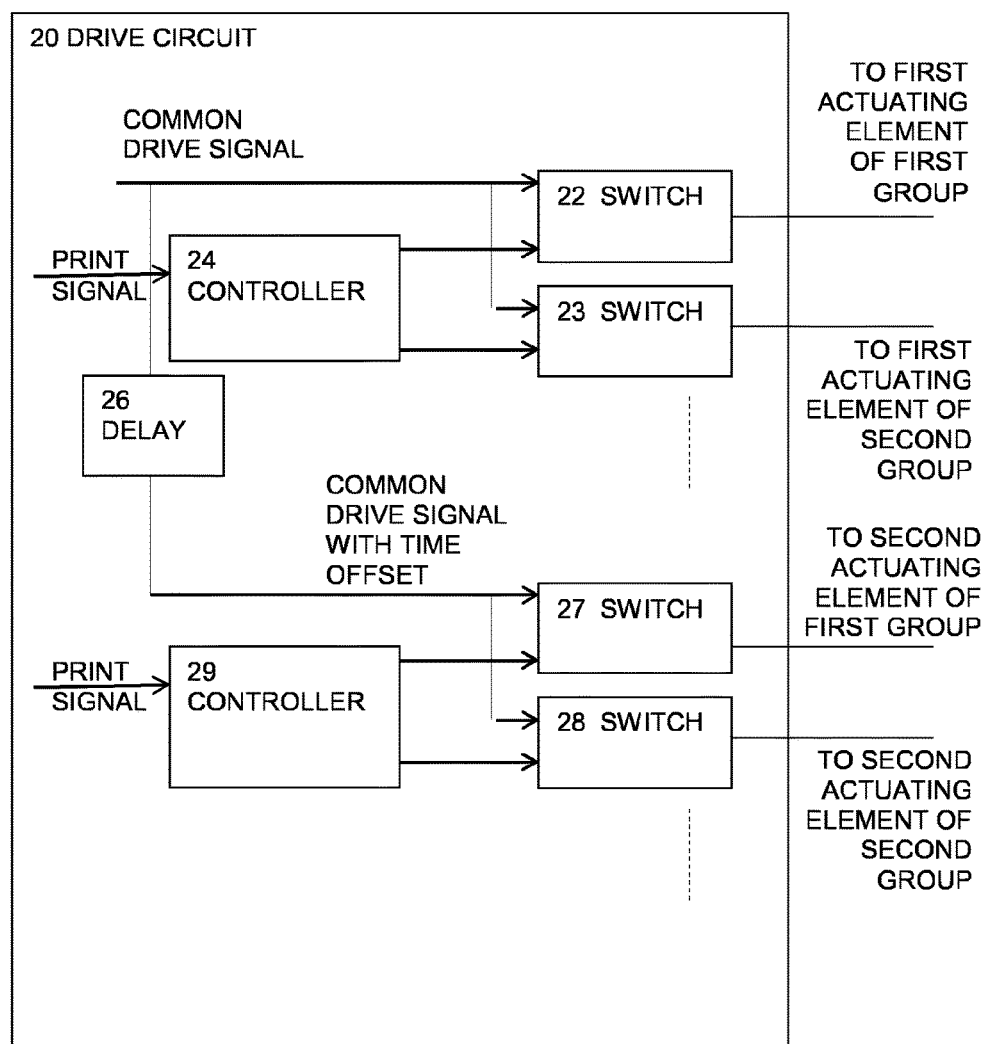 20 DRIVE CIRCUIT
TO FIRST
ACTUATING
ELEMENT
OF FIRST
GROUP
COMMON
DRIVE SIGNAL
22 SWITCH
PRINT
SIGNAL
24
CONTROLLER
23 SWITCH
TO FIRST
ACTUATING
ELEMENT OF
SECOND
GROUP
26
DELAY
COMMON
DRIVE SIGNAL
WITH TIME
OFFSET
TO SECOND
ACTUATING
ELEMENT OF
FIRST GROUP
27 SWITCH
PRINT
SIGNAL
29
CONTROLLER
28 SWITCH
TO SECOND
ACTUATING
ELEMENT OF
SECOND
GROUP